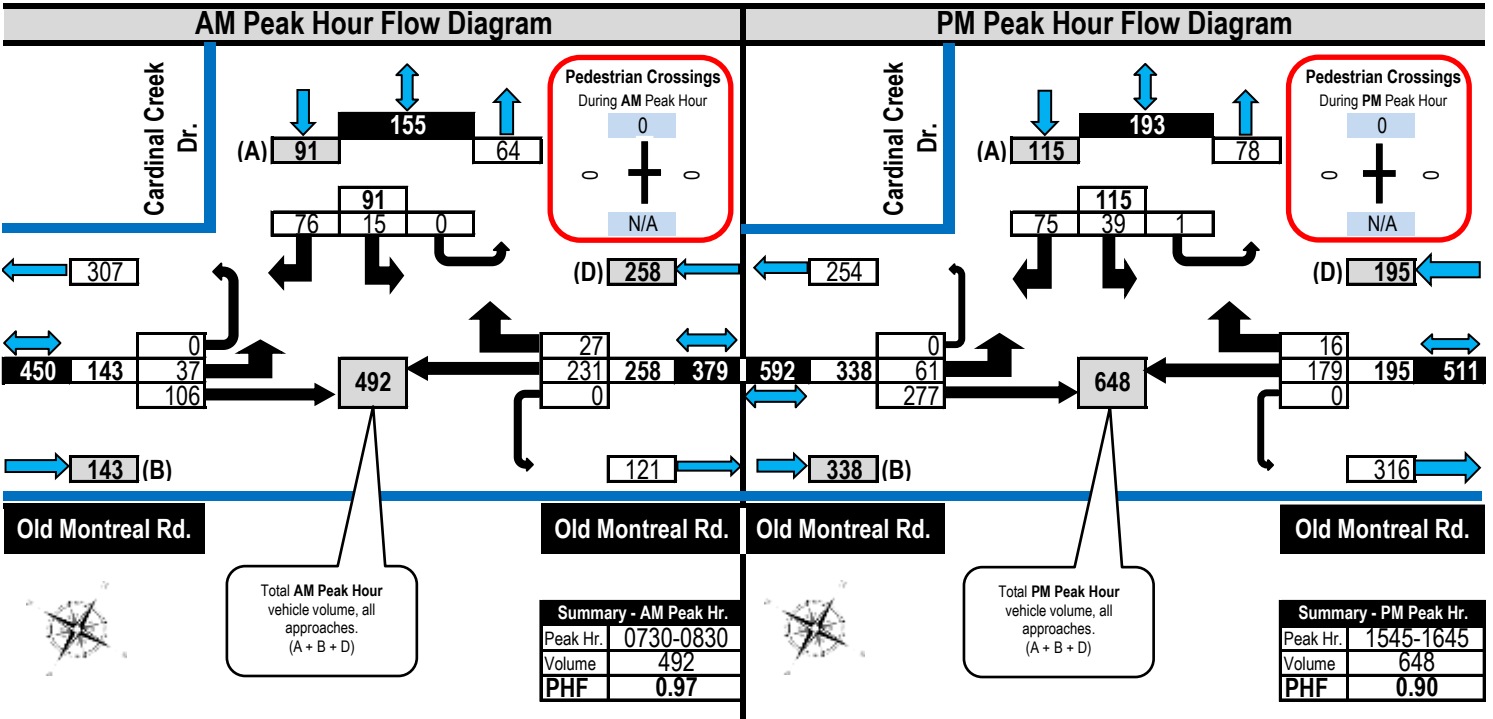 AM Peak Hour Flow Diagram
Cardinal Creek
Dr.
155
(A) 91 64
91
76 15 0
Pedestrian Crossings
During AM Peak Hour
0
0 0
N/A
307
(D) 258
0
450 143 37
106
492
27
231 258 379
0
143 (B)
121
Old Montreal Rd.
Old Montreal Rd.
Total AM Peak Hour
vehicle volume, all
approaches.
(A + B + D)
Summary - AM Peak Hr.
Peak Hr. 0730-0830
Volume 492
PHF 0.97
PM Peak Hour Flow Diagram
Cardinal Creek
Dr.
193
(A) 115 78
115
75 39 1
Pedestrian Crossings
During PM Peak Hour
0
0 0
N/A
254
(D) 195
0
592 338 61
277
648
16
179 195 511
0
338 (B)
316
Old Montreal Rd.
Old Montreal Rd.
Total PM Peak Hour
vehicle volume, all
approaches.
(A + B + D)
Summary - PM Peak Hr.
Peak Hr. 1545-1645
Volume 648
PHF 0.90